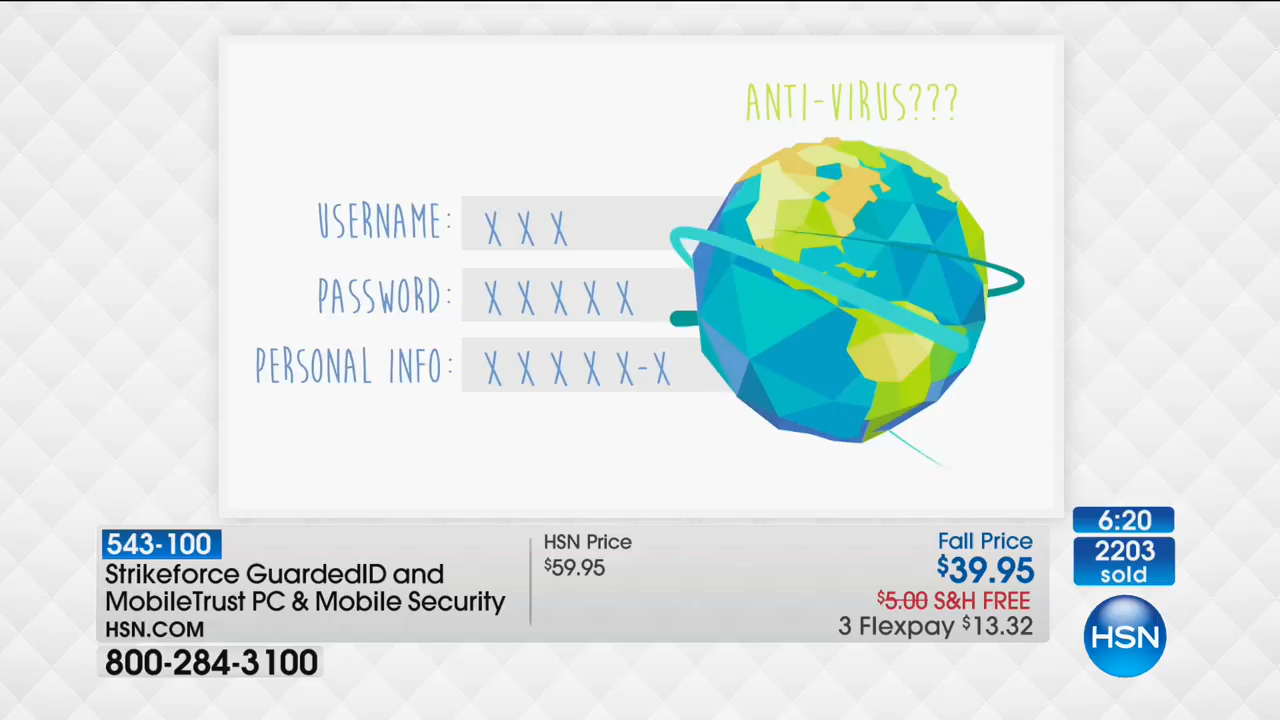 ANTI-VIRUS???
USERNAME: X X X
PASSWORD: X X X X X
PERSONAL INFO: X X X X X-X
543-100
Strikeforce GuardedID and
MobileTrust PC & Mobile Security
HSN.COM
800-284-3100
HSN Price
$59.95
Fall Price
$39.95
$5.00 S&H FREE
3 Flexpay $13.32
6:20
2203
sold
HSN